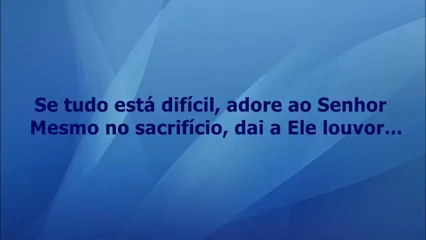 Se tudo está difícil, adore ao Senhor
Mesmo no sacrifício, dai a Ele louvor...